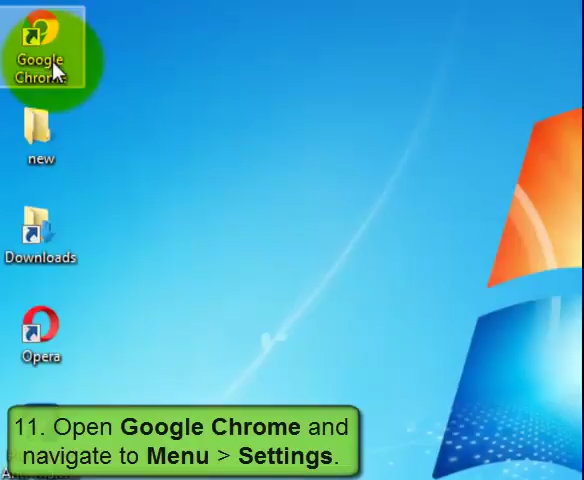 Google
Chrome
new
Downloads
Opera
11. Open Google Chrome and
navigate to Menu > Settings.